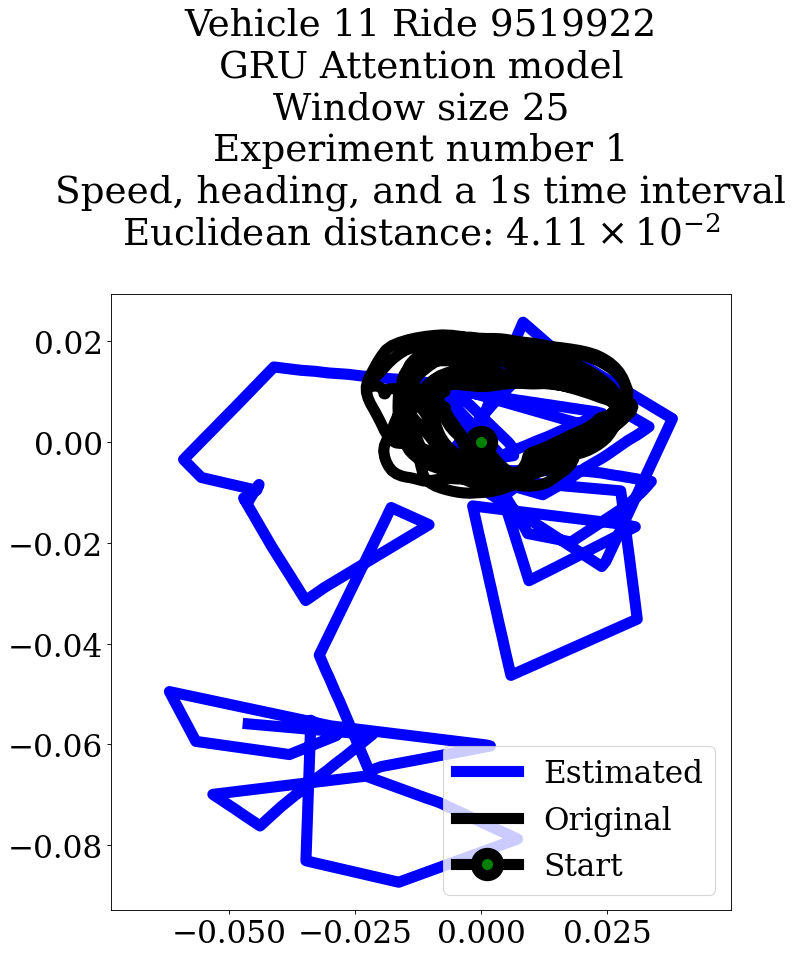 Vehicle 11 Ride 9519922
GRU Attention model
Window size 25
Experiment number 1
Speed, heading, and a 1s time interval
Euclidean distance: 4.11 × 10⁻²
0.02
0.00
−0.02
−0.04
−0.06
−0.08
Estimated
Original
Start
−0.050 −0.025 0.000 0.025